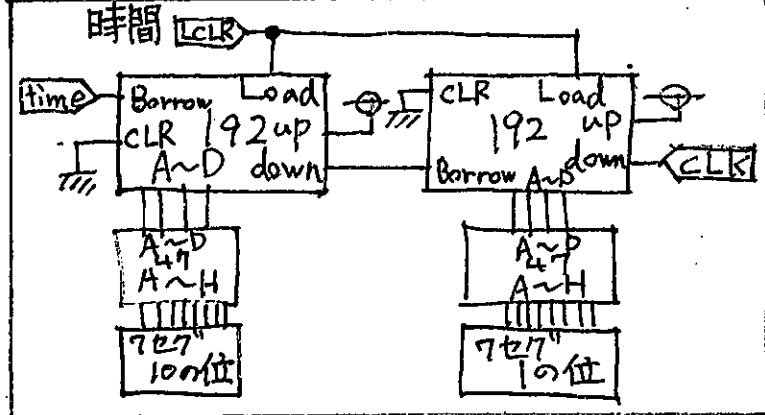 時間 LCLR
time Borrow Load
CLR 192 up
A~D down
CLR Load
192 up
Borrow A~D down CLK
A~D
47
A~H
7セグ
10の位
A~D
47
A~H
7セグ
1の位